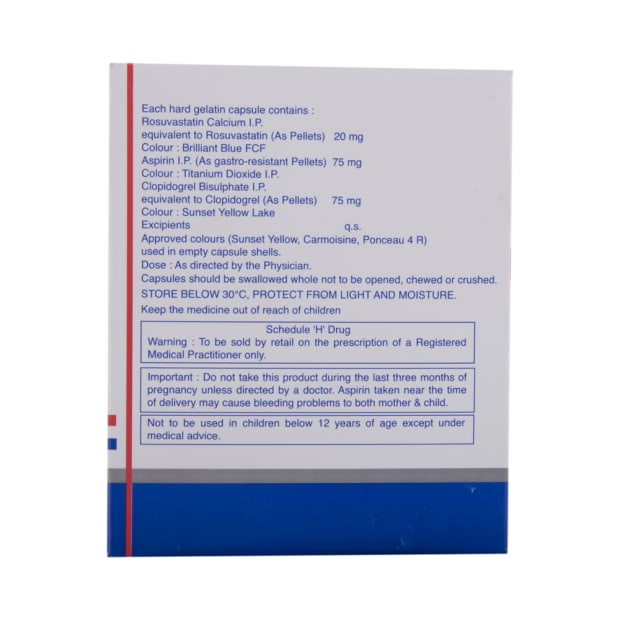 Each hard gelatin capsule contains :
Rosuvastatin Calcium I.P.
equivalent to Rosuvastatin (As Pellets) 20 mg
Colour : Brilliant Blue FCF
Aspirin I.P. (As gastro-resistant Pellets) 75 mg
Colour : Titanium Dioxide I.P.
Clopidogrel Bisulphate I.P.
equivalent to Clopidogrel (As Pellets) 75 mg
Colour : Sunset Yellow Lake
Excipients q.s.
Approved colours (Sunset Yellow, Carmoisine, Ponceau 4 R)
used in empty capsule shells.
Dose : As directed by the Physician.
Capsules should be swallowed whole not to be opened, chewed or crushed.
STORE BELOW 30°C, PROTECT FROM LIGHT AND MOISTURE.
Keep the medicine out of reach of children
Schedule 'H' Drug
Warning : To be sold by retail on the prescription of a Registered
Medical Practitioner only.
Important : Do not take this product during the last three months of
pregnancy unless directed by a doctor. Aspirin taken near the time
of delivery may cause bleeding problems to both mother & child.
Not to be used in children below 12 years of age except under
medical advice.